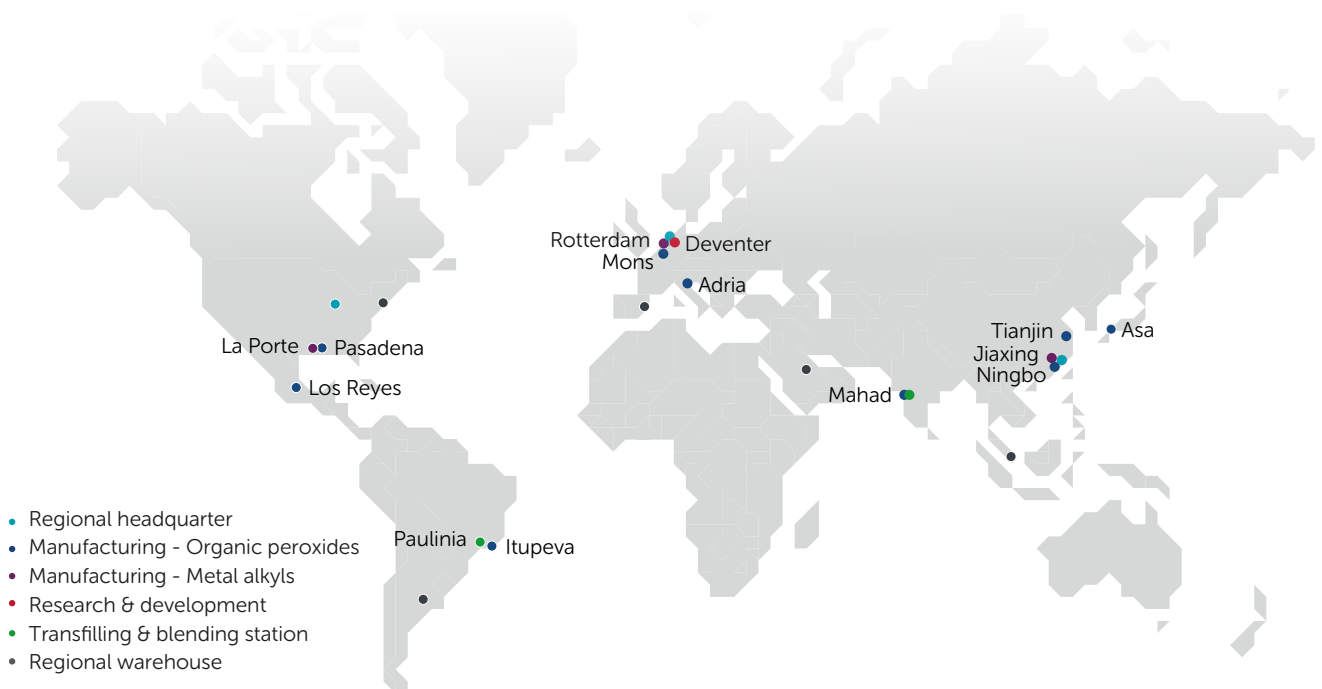 Rotterdam
Deventer
Mons
Adria
La Porte
Pasadena
Los Reyes
Tianjin
Asa
Jiaxing
Ningbo
Mahad
Paulinia
Itupeva
Regional headquarter
Manufacturing - Organic peroxides
Manufacturing - Metal alkyls
Research & development
Transfilling & blending station
Regional warehouse